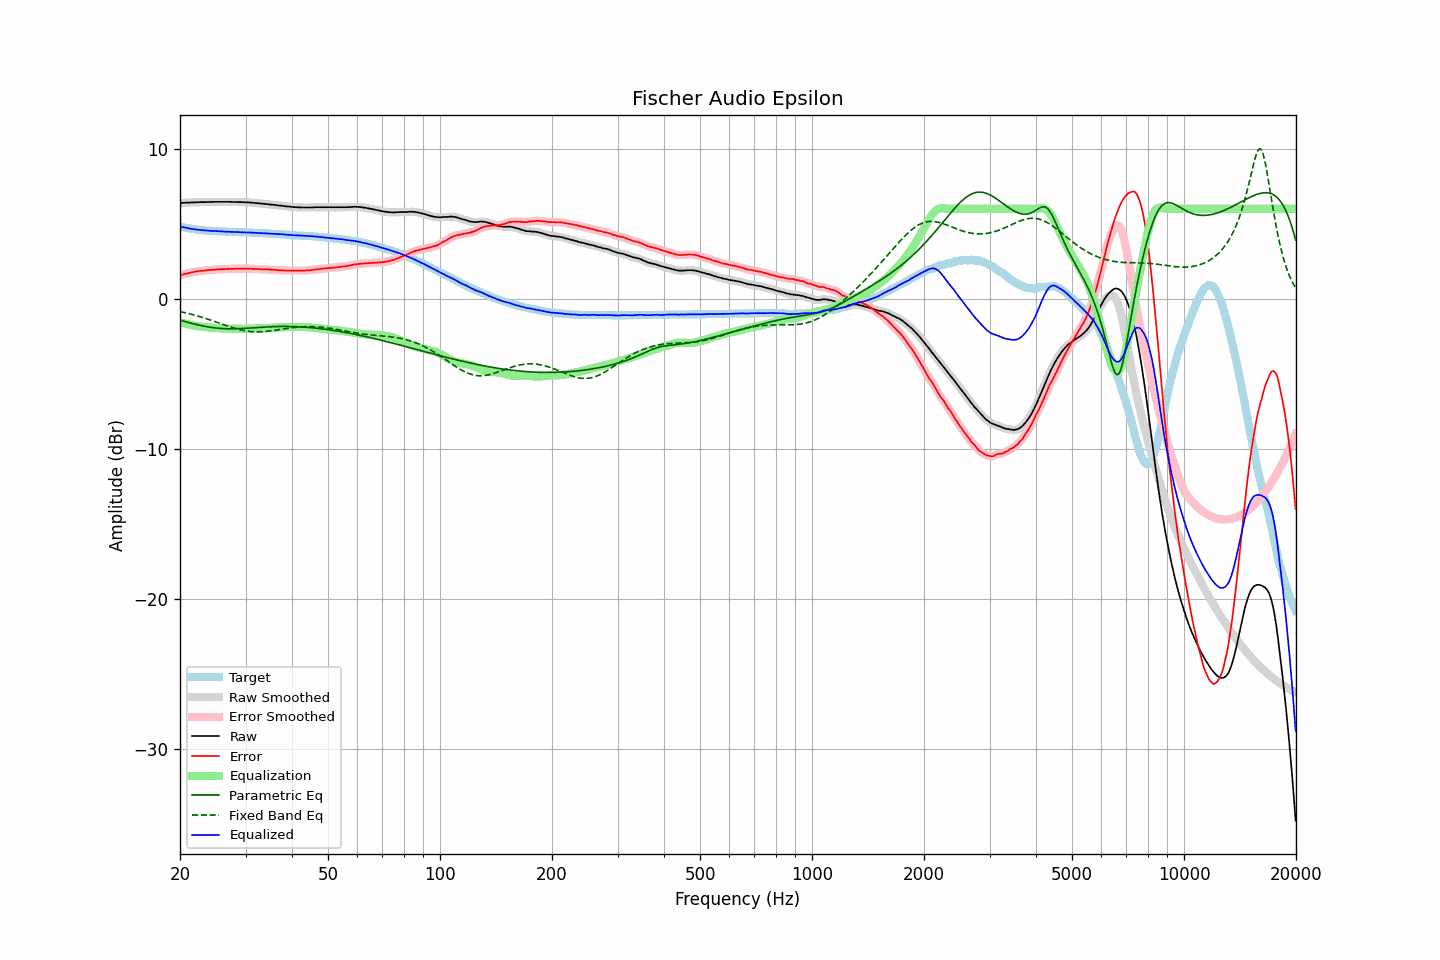 Fischer Audio Epsilon
10
0
−10
−20
−30
Amplitude (dBr)
Target
Raw Smoothed
Error Smoothed
Raw
Error
Equalization
Parametric Eq
Fixed Band Eq
Equalized
20 50 100 200 500 1000 2000 5000 10000 20000
Frequency (Hz)